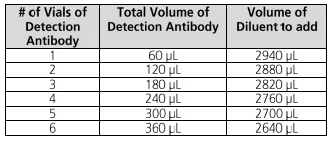 # of Vials of Detection Antibody | Total Volume of Detection Antibody | Volume of Diluent to add
1 | 60 µL | 2940 µL
2 | 120 µL | 2880 µL
3 | 180 µL | 2820 µL
4 | 240 µL | 2760 µL
5 | 300 µL | 2700 µL
6 | 360 µL | 2640 µL